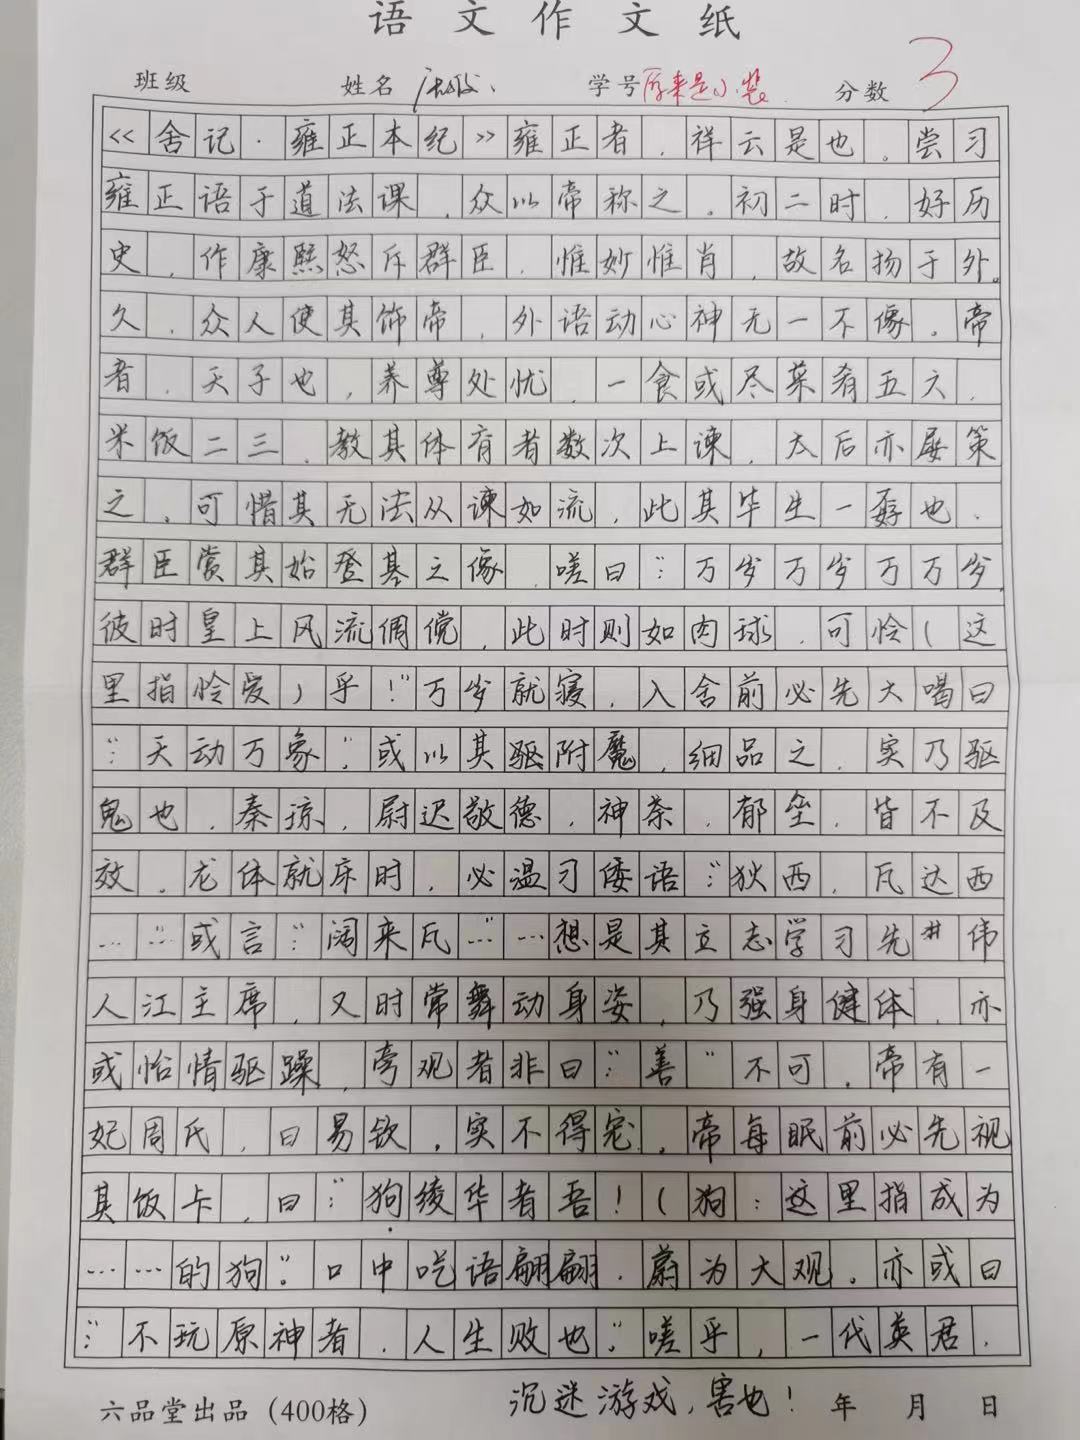 语文作文纸
班级 姓名 学号 原来是小 分数 3
《舍记·雍正本纪》雍正者,祥云是也。尝习
雍正语于道法课,众以帝称之。初二时,好历
史,作康熙怒斥群臣,惟妙惟肖,故名扬于外。
久,众人使其饰帝,外语动心神无一不像。帝
者,天子也,养尊处忧,一食或尽菜肴五六,
米饭二三,教其体育者数次上谏,太后亦屡策
之。可惜其无法从谏如流,此其毕生一孬也。
群臣赏其始登基之像,嗟曰:“万岁万岁万万岁,
彼时皇上风流倜傥,此时则如肉球,可怜(这
里指怜爱)乎!”万岁就寝,入舍前必先大喝曰
:“天动万象”,或以其驱附魔,细品之,实乃驱
鬼也,秦琼,尉迟敬德,神荼,郁垒,皆不及
效,龙体就床时,必温习倭语:“狄西,瓦达西
……”或言:“阔来瓦…”…想是其立志学习先#伟
人江主席,又时常舞动身姿,乃强身健体,亦
或怡情驱躁,旁观者非曰:“善”不可,帝有一
妃周氏,曰易钦,实不得宠,帝每眠前必先视
其饭卡,曰:“狗绫华者吾!(狗:这里指成为
……的狗”。口中呓语翩翩,蔚为大观。亦或曰
:“不玩原神者,人生败也。”嗟乎,一代英君,
沉迷游戏,害也!
六品堂出品(400格) 年 月 日